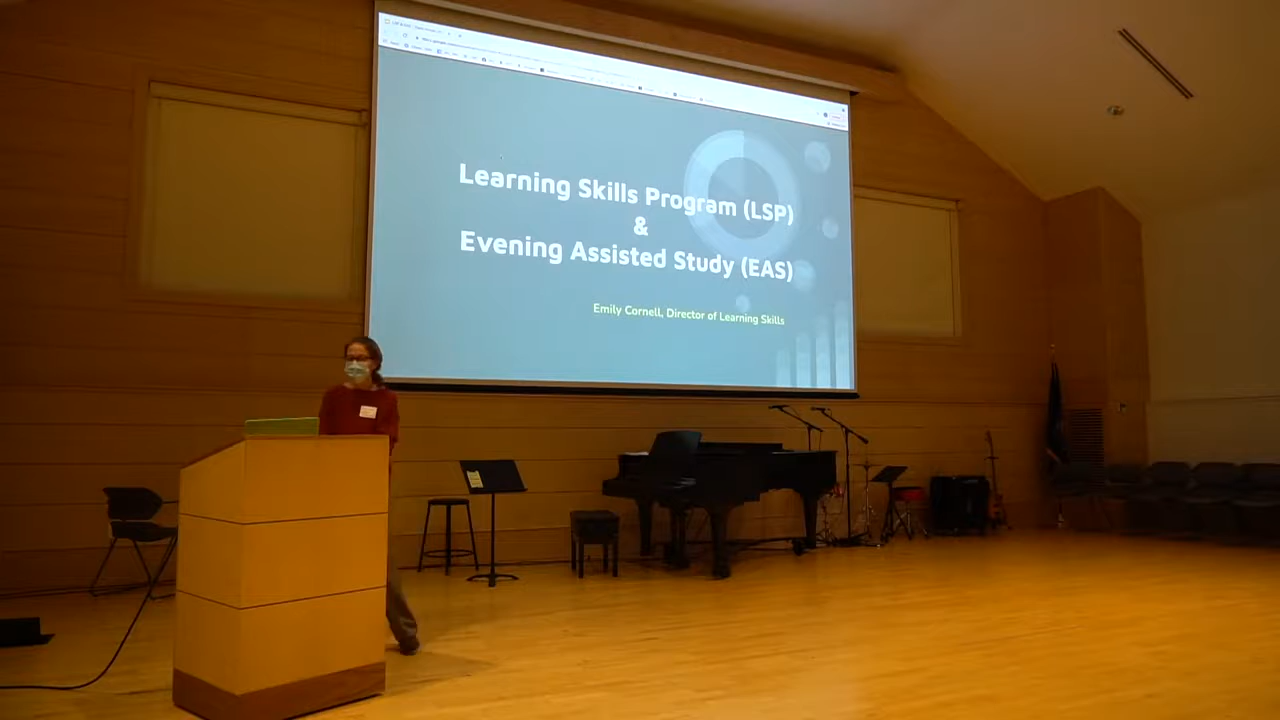 Learning Skills Program (LSP)
&
Evening Assisted Study (EAS)
Emily Cornell, Director of Learning Skills